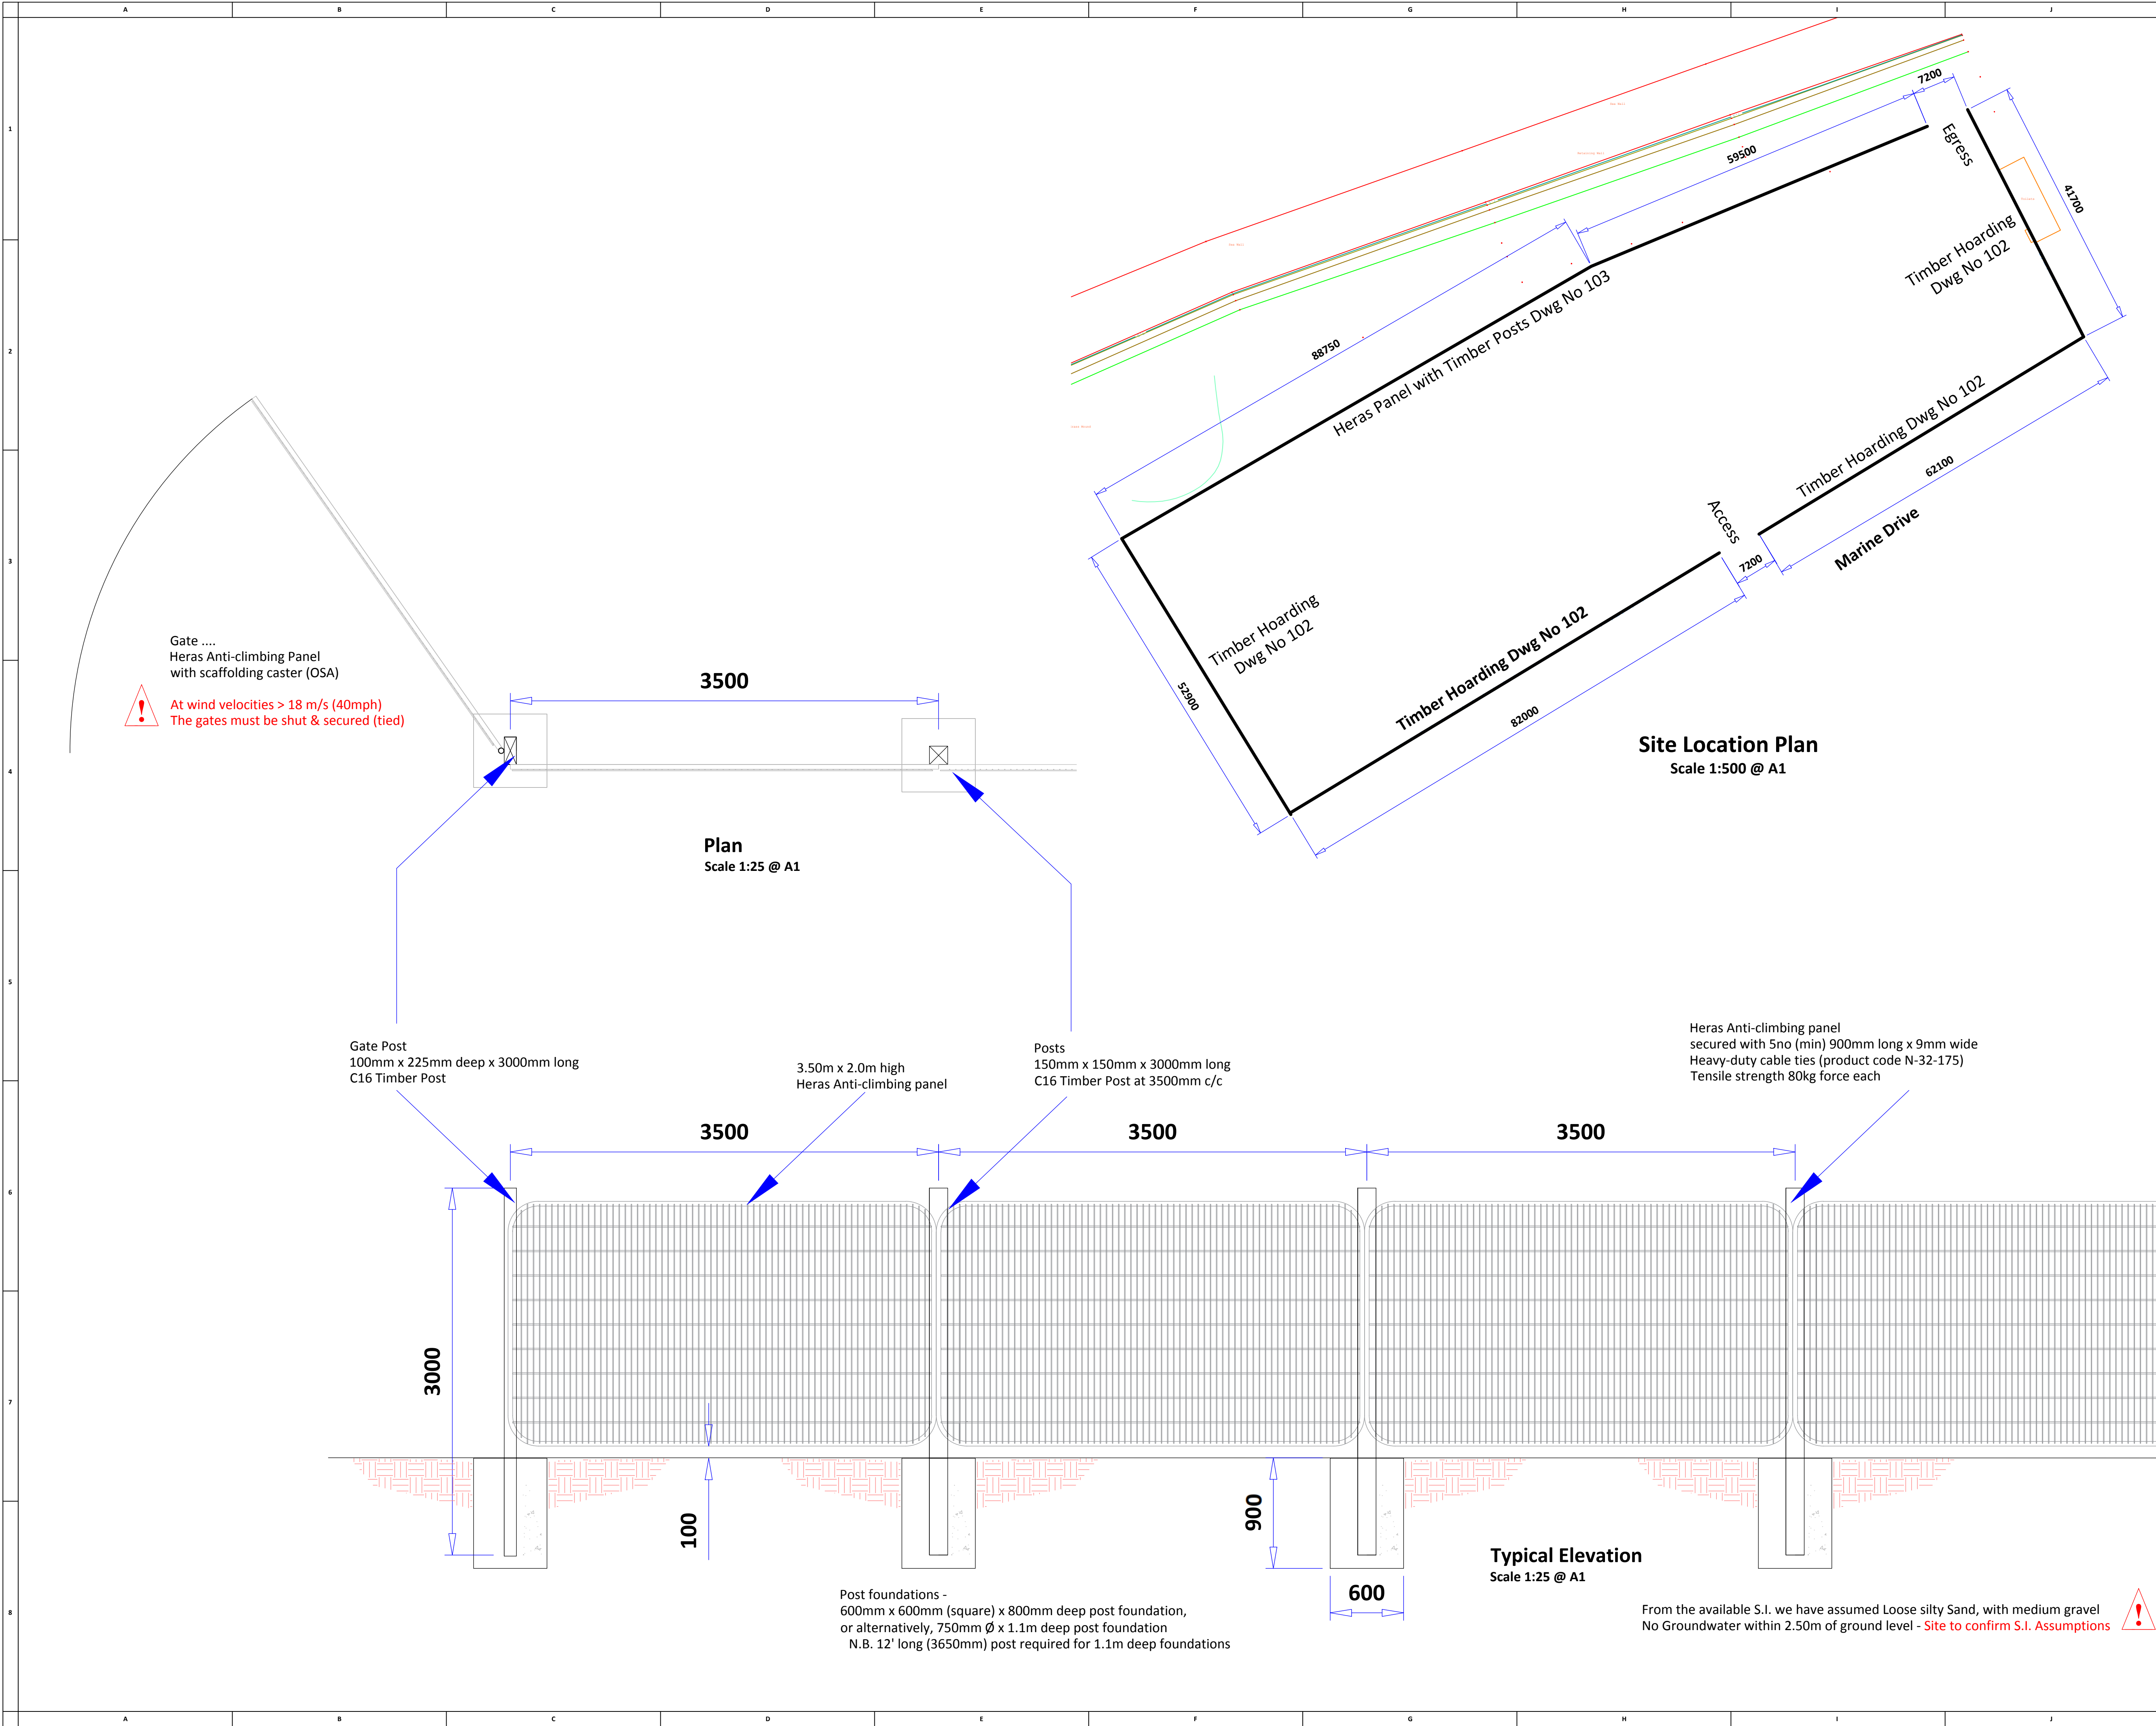 A B C D E F G H I J
1
2
3
4
5
6
7
8
7200
59500
Egress
41700
Timber Hoarding
Dwg No 102
88750
Heras Panel with Timber Posts Dwg No 103
Timber Hoarding Dwg No 102
62100
Access
7200
Marine Drive
Timber Hoarding
Dwg No 102
52900
Timber Hoarding Dwg No 102
82000
Site Location Plan
Scale 1:500 @ A1
Gate ....
Heras Anti-climbing Panel
with scaffolding caster (OSA)
!
At wind velocities > 18 m/s (40mph)
The gates must be shut & secured (tied)
3500
Plan
Scale 1:25 @ A1
Gate Post
100mm x 225mm deep x 3000mm long
C16 Timber Post
3.50m x 2.0m high
Heras Anti-climbing panel
Posts
150mm x 150mm x 3000mm long
C16 Timber Post at 3500mm c/c
Heras Anti-climbing panel
secured with 5no (min) 900mm long x 9mm wide
Heavy-duty cable ties (product code N-32-175)
Tensile strength 80kg force each
3500
3500
3500
3000
100
900
600
Typical Elevation
Scale 1:25 @ A1
Post foundations -
600mm x 600mm (square) x 800mm deep post foundation,
or alternatively, 750mm Ø x 1.1m deep post foundation
N.B. 12' long (3650mm) post required for 1.1m deep foundations
From the available S.I. we have assumed Loose silty Sand, with medium gravel
No Groundwater within 2.50m of ground level - Site to confirm S.I. Assumptions
!
A B C D E F G H I J